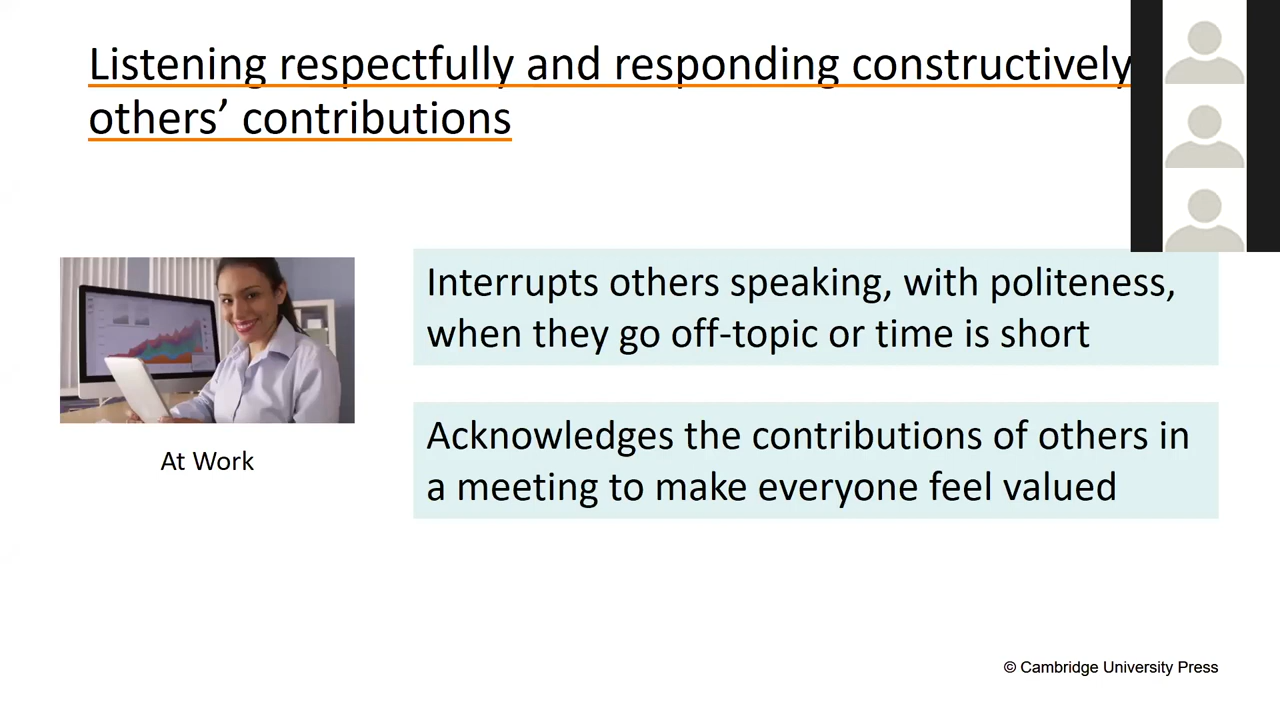 Listening respectfully and responding constructively
others’ contributions
Interrupts others speaking, with politeness,
when they go off-topic or time is short
Acknowledges the contributions of others in
a meeting to make everyone feel valued
At Work
© Cambridge University Press